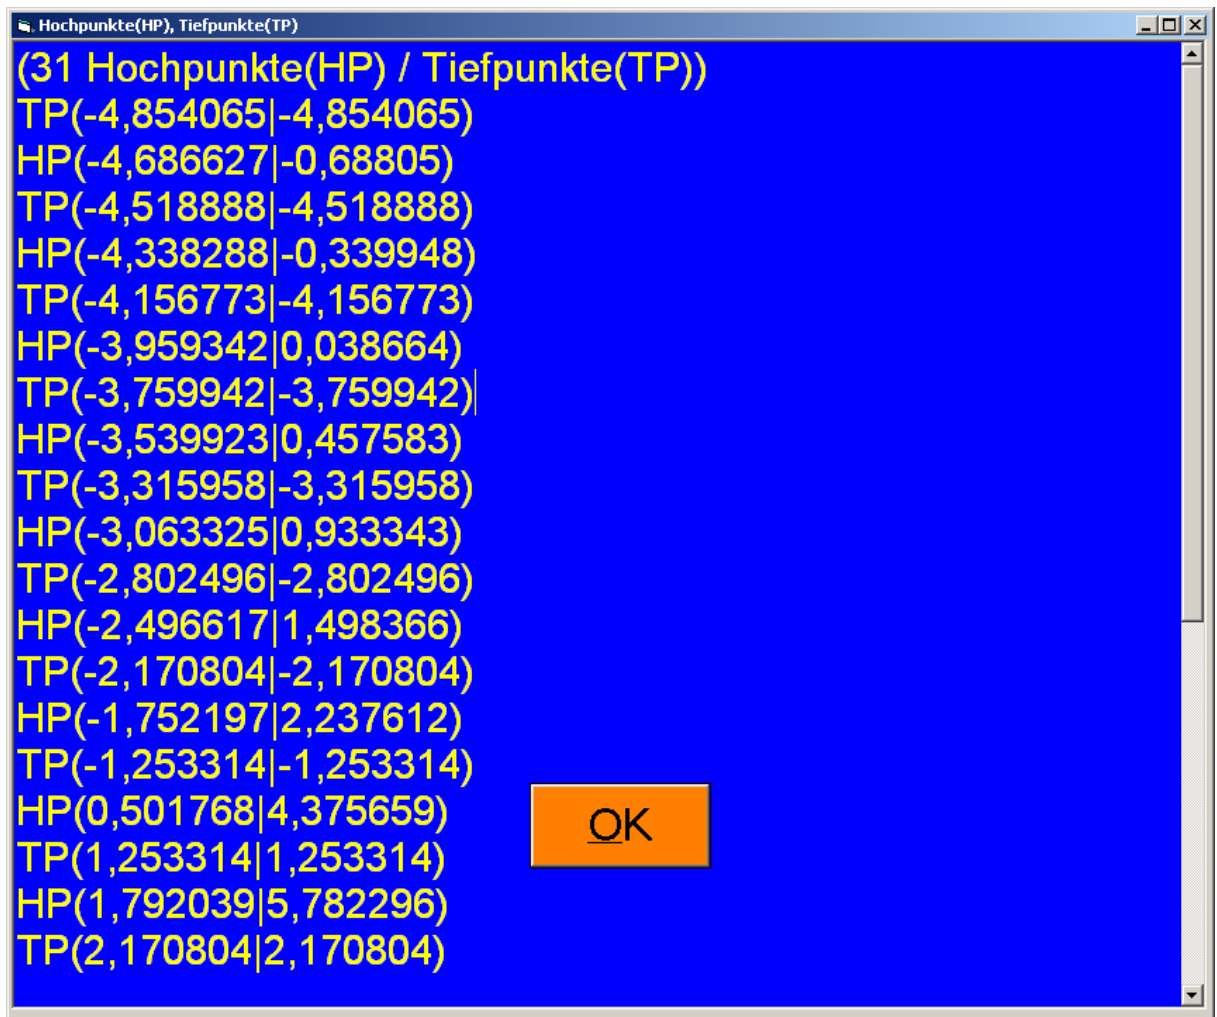 Hochpunkte(HP), Tiefpunkte(TP)
(31 Hochpunkte(HP) / Tiefpunkte(TP))
TP(-4,854065|-4,854065)
HP(-4,686627|-0,68805)
TP(-4,518888|-4,518888)
HP(-4,338288|-0,339948)
TP(-4,156773|-4,156773)
HP(-3,959342|0,038664)
TP(-3,759942|-3,759942)
HP(-3,539923|0,457583)
TP(-3,315958|-3,315958)
HP(-3,063325|0,933343)
TP(-2,802496|-2,802496)
HP(-2,496617|1,498366)
TP(-2,170804|-2,170804)
HP(-1,752197|2,237612)
TP(-1,253314|-1,253314)
HP(0,501768|4,375659)
TP(1,253314|1,253314)
HP(1,792039|5,782296)
TP(2,170804|2,170804)
OK